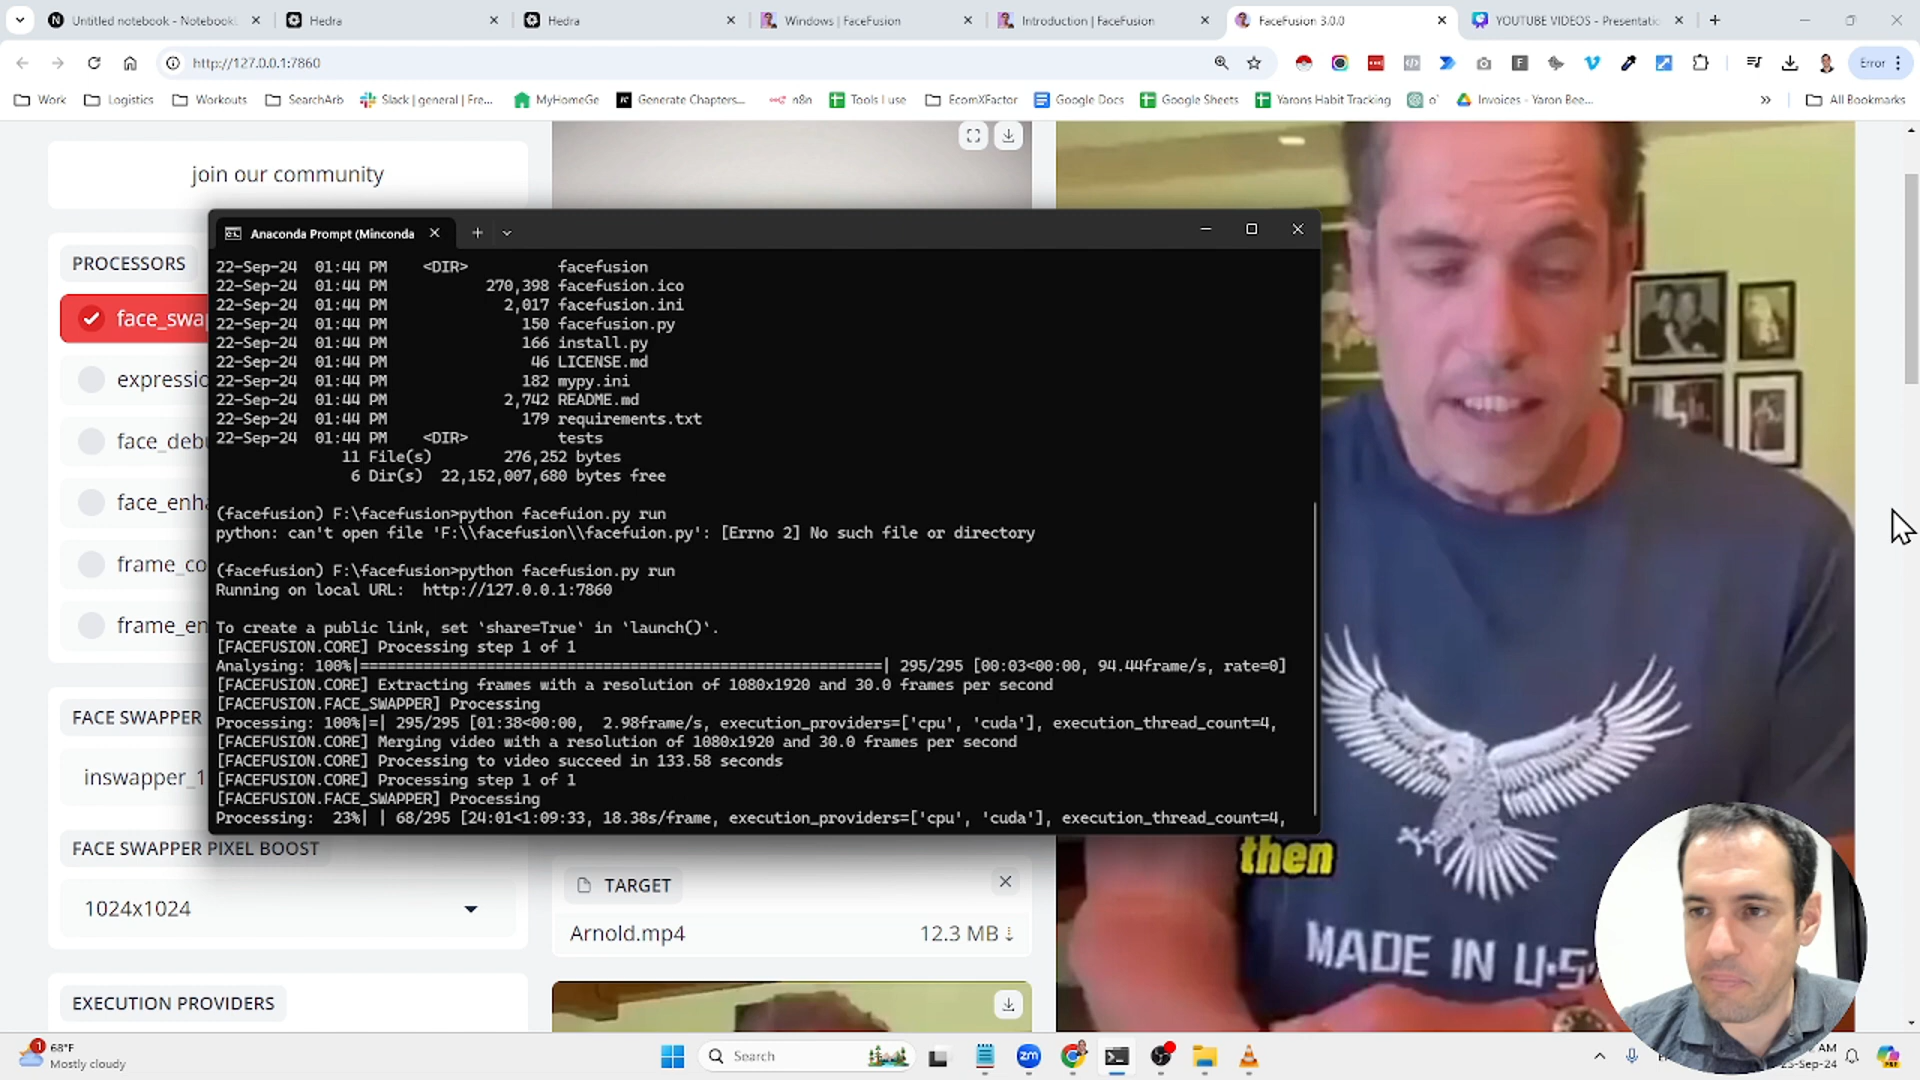 Untitled notebook - Notebook
Hedra
Hedra
Windows | FaceFusion
Introduction | FaceFusion
FaceFusion 3.0.0
YOUTUBE VIDEOS - Presentatio
http://127.0.0.1:7860
Error
Work
Logistics
Workouts
SearchArb
Slack | general | Fre...
MyHomeGe
Generate Chapters...
n8n
Tools I use
EcomXFactor
Google Docs
Google Sheets
Yarons Habit Tracking
Invoices - Yaron Bee...
All Bookmarks
join our community
PROCESSORS
face_swap
expressio
face_deb
face_enh
frame_co
frame_en
FACE SWAPPER
inswapper_1
FACE SWAPPER PIXEL BOOST
1024x1024
EXECUTION PROVIDERS
Anaconda Prompt (Minconda
22-Sep-24  01:44 PM    <DIR>          facefusion
22-Sep-24  01:44 PM           270,398 facefusion.ico
22-Sep-24  01:44 PM             2,017 facefusion.ini
22-Sep-24  01:44 PM               150 facefusion.py
22-Sep-24  01:44 PM               166 install.py
22-Sep-24  01:44 PM                46 LICENSE.md
22-Sep-24  01:44 PM               182 mypy.ini
22-Sep-24  01:44 PM             2,742 README.md
22-Sep-24  01:44 PM               179 requirements.txt
22-Sep-24  01:44 PM    <DIR>          tests
11 File(s)        276,252 bytes
6 Dir(s)  22,152,007,680 bytes free
(facefusion) F:\facefusion>python facefuion.py run
python: can't open file 'F:\\facefusion\\facefuion.py': [Errno 2] No such file or directory
(facefusion) F:\facefusion>python facefusion.py run
Running on local URL:  http://127.0.0.1:7860
To create a public link, set `share=True` in `launch()`.
[FACEFUSION.CORE] Processing step 1 of 1
Analysing: 100%|==========================================================| 295/295 [00:03<00:00, 94.44frame/s, rate=0]
[FACEFUSION.CORE] Extracting frames with a resolution of 1080x1920 and 30.0 frames per second
[FACEFUSION.FACE_SWAPPER] Processing
Processing: 100%|=| 295/295 [01:38<00:00,  2.98frame/s, execution_providers=['cpu', 'cuda'], execution_thread_count=4,
[FACEFUSION.CORE] Merging video with a resolution of 1080x1920 and 30.0 frames per second
[FACEFUSION.CORE] Processing to video succeed in 133.58 seconds
[FACEFUSION.CORE] Processing step 1 of 1
[FACEFUSION.FACE_SWAPPER] Processing
Processing:  23%| | 68/295 [24:01<1:09:33, 18.38s/frame, execution_providers=['cpu', 'cuda'], execution_thread_count=4,
TARGET
Arnold.mp4
12.3 MB ↓
then
MADE IN U.S.
1
68°F
Mostly cloudy
Search
zm
AM
23-Sep-24